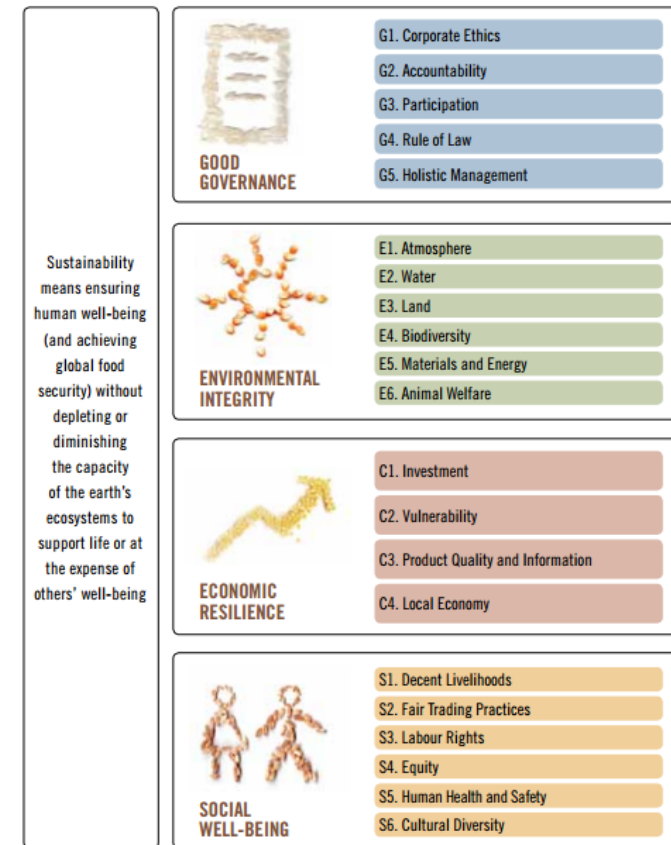 Sustainability
means ensuring
human well-being
(and achieving
global food
security) without
depleting or
diminishing
the capacity
of the earth's
ecosystems to
support life or at
the expense of
others' well-being
GOOD
GOVERNANCE
G1. Corporate Ethics
G2. Accountability
G3. Participation
G4. Rule of Law
G5. Holistic Management
ENVIRONMENTAL
INTEGRITY
E1. Atmosphere
E2. Water
E3. Land
E4. Biodiversity
E5. Materials and Energy
E6. Animal Welfare
ECONOMIC
RESILIENCE
C1. Investment
C2. Vulnerability
C3. Product Quality and Information
C4. Local Economy
SOCIAL
WELL-BEING
S1. Decent Livelihoods
S2. Fair Trading Practices
S3. Labour Rights
S4. Equity
S5. Human Health and Safety
S6. Cultural Diversity